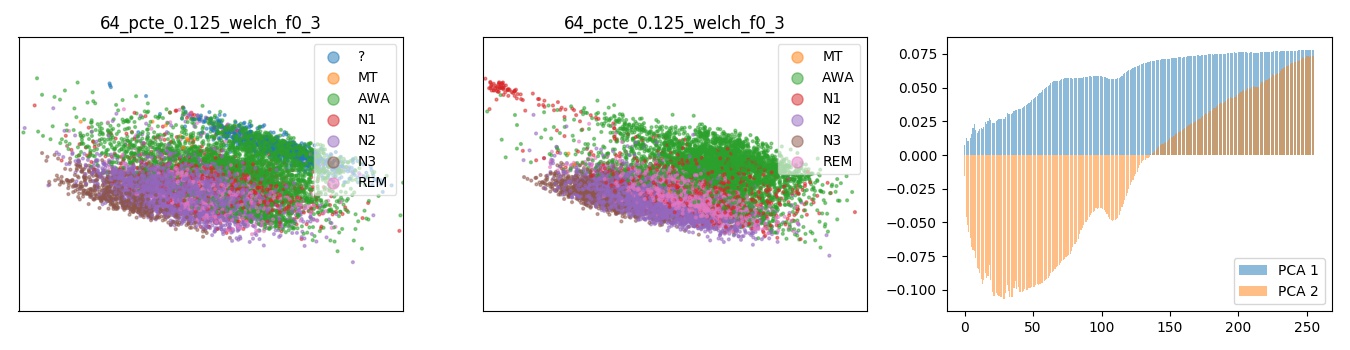 64_pcte_0.125_welch_f0_3
?
MT
AWA
N1
N2
N3
REM
64_pcte_0.125_welch_f0_3
MT
AWA
N1
N2
N3
REM
0.075
0.050
0.025
0.000
−0.025
−0.050
−0.075
−0.100
0
50
100
150
200
250
PCA 1
PCA 2